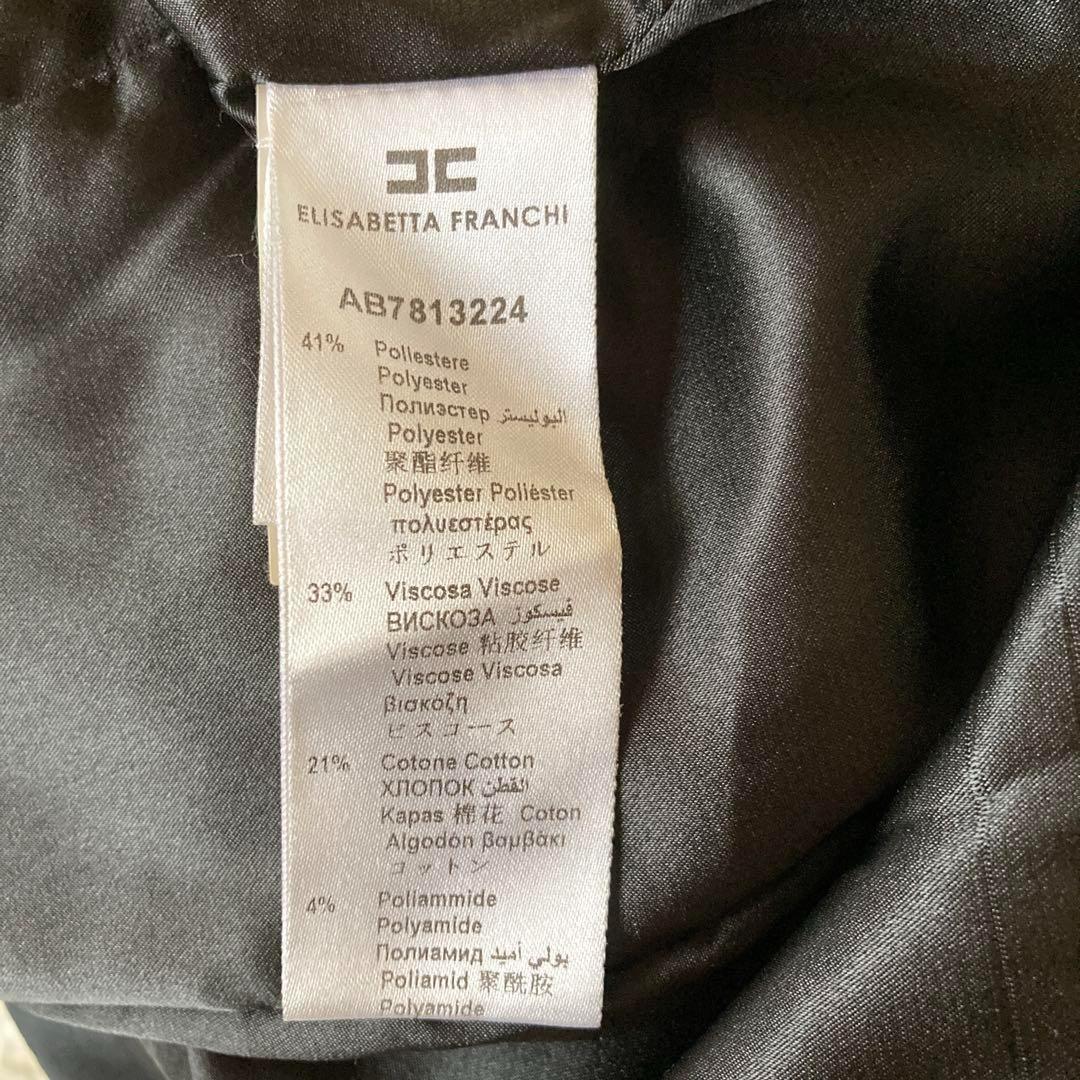 ELISABETTA FRANCHI
AB7813224
41% Poliestere
Polyester
Полиэстер البوليستر
Polyester
聚酯纤维
Polyester Poliéster
πολυεστέρας
ポリエステル
33% Viscosa Viscose
ВИСКОЗА ڤيسكوز
Viscose 粘胶纤维
Viscose Viscosa
βισκόζη
ビスコース
21% Cotone Cotton
ХЛОПОК القطن
Kapas 棉花 Coton
Algodón βαμβάκι
コットン
4% Poliammide
Polyamide
Полиамид بولي أميد
Poliamid 聚酰胺
Polyamide